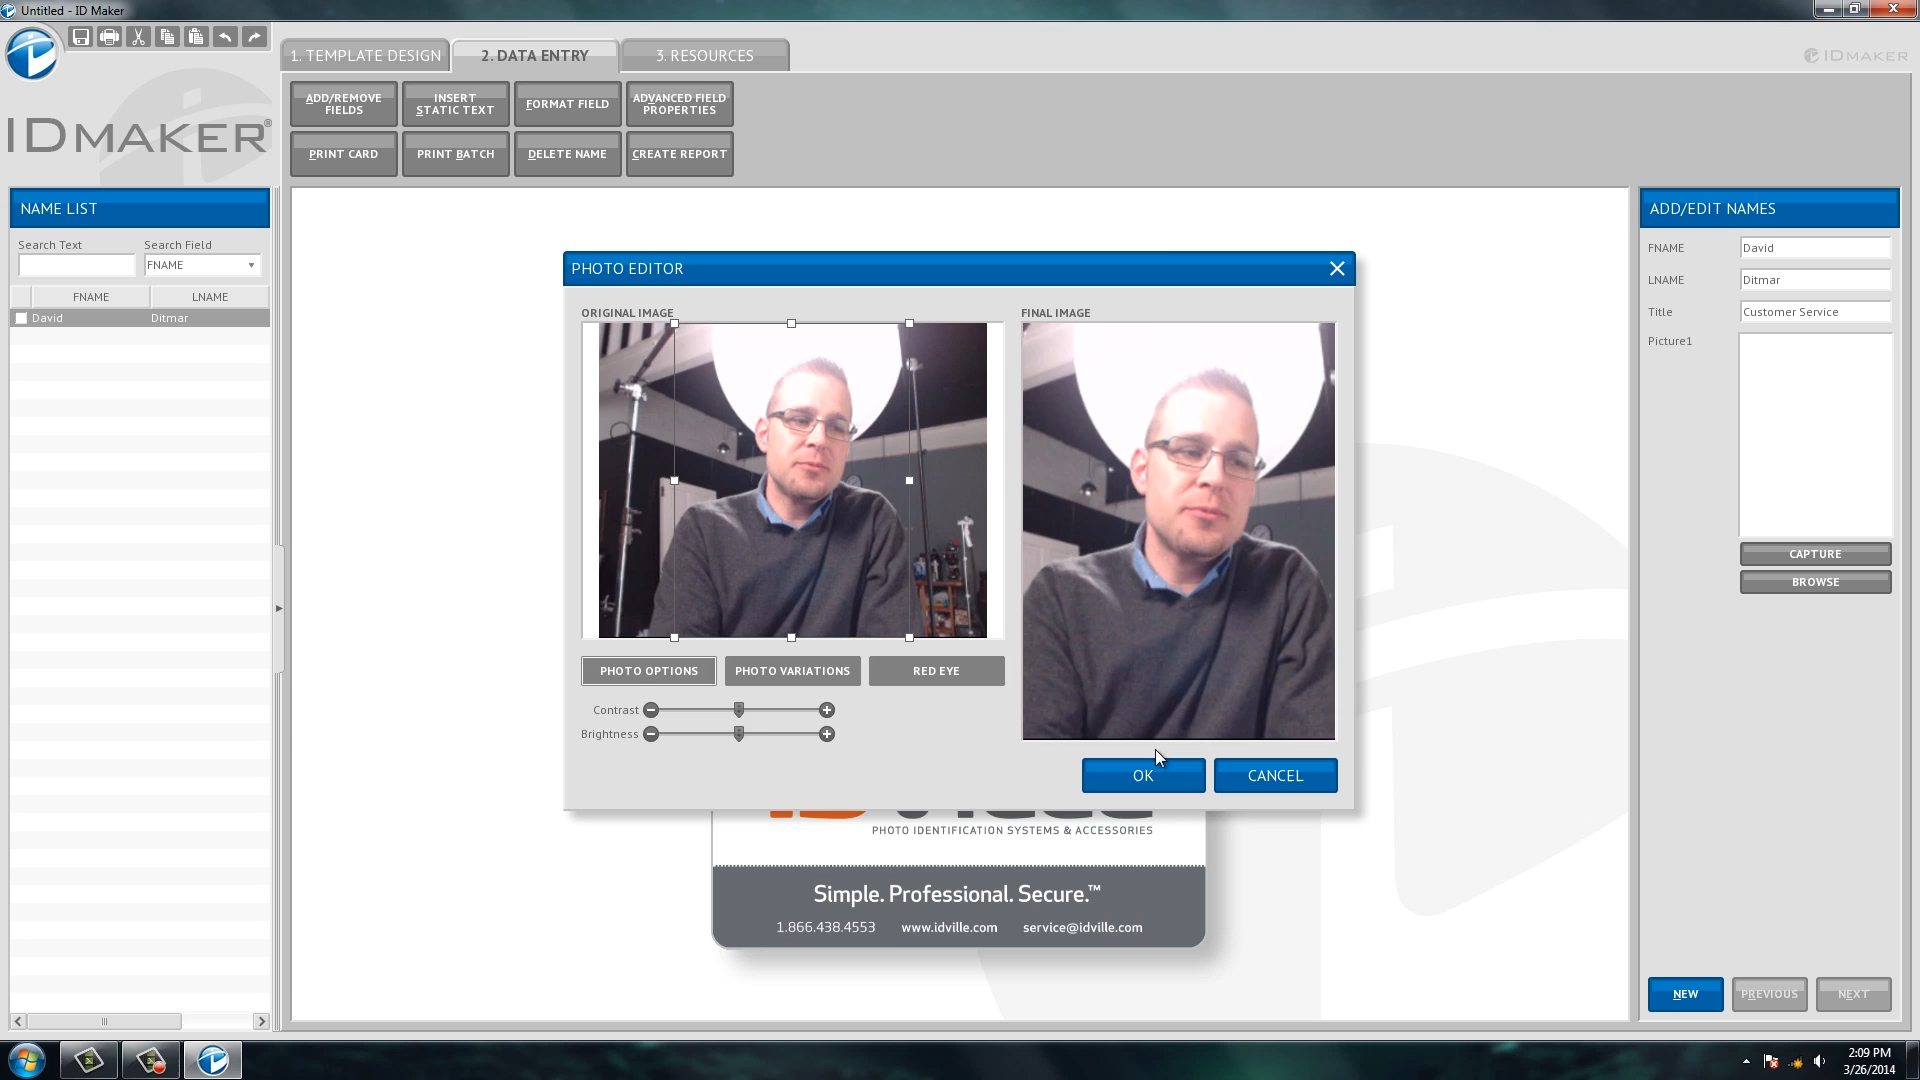 Untitled - ID Maker
1. TEMPLATE DESIGN
2. DATA ENTRY
3. RESOURCES
IDMAKER
IDMAKER®
ADD/REMOVE FIELDS
INSERT STATIC TEXT
FORMAT FIELD
ADVANCED FIELD PROPERTIES
PRINT CARD
PRINT BATCH
DELETE NAME
CREATE REPORT
NAME LIST
Search Text
Search Field
FNAME
FNAME LNAME
David Ditmar
PHOTO EDITOR
ORIGINAL IMAGE
FINAL IMAGE
PHOTO OPTIONS
PHOTO VARIATIONS
RED EYE
Contrast
Brightness
OK
CANCEL
PHOTO IDENTIFICATION SYSTEMS & ACCESSORIES
Simple. Professional. Secure.™
1.866.438.4553 www.idville.com service@idville.com
ADD/EDIT NAMES
FNAME David
LNAME Ditmar
Title Customer Service
Picture1
CAPTURE
BROWSE
NEW
PREVIOUS
NEXT
2:09 PM
3/26/2014